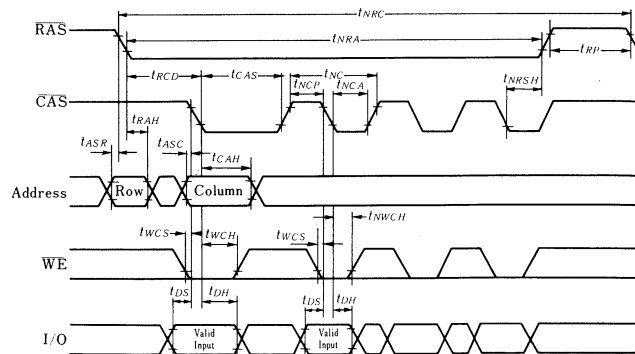 tNRC
RAS
tNRA
tRP
tRCD tCAS tNC
tNCP tNCA tNRSH
CAS
tRAH
tASR tASC tCAH
Address Row Column
tWCS tWCH tWCS tNWCH
WE
tDS tDH tDS tDH
I/O Valid Input Valid Input